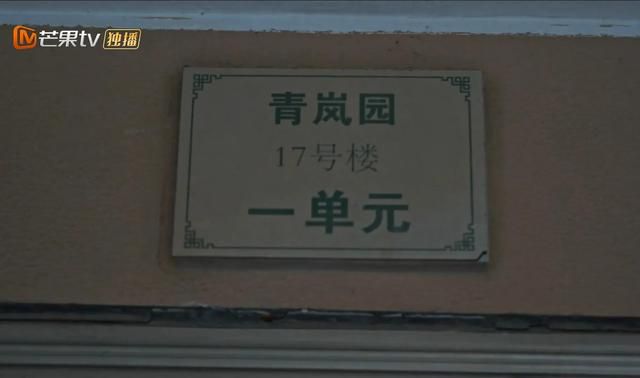 芒果tv 独播
青岚园
17号楼
一单元